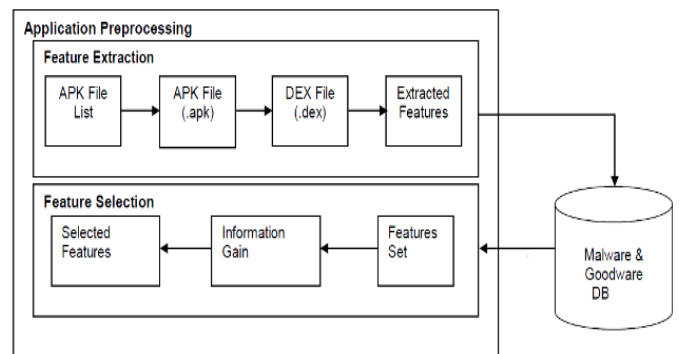 Application Preprocessing
Feature Extraction
APK File
List
APK File
(.apk)
DEX File
(.dex)
Extracted
Features
Feature Selection
Selected
Features
Information
Gain
Features
Set
Malware &
Goodware
DB